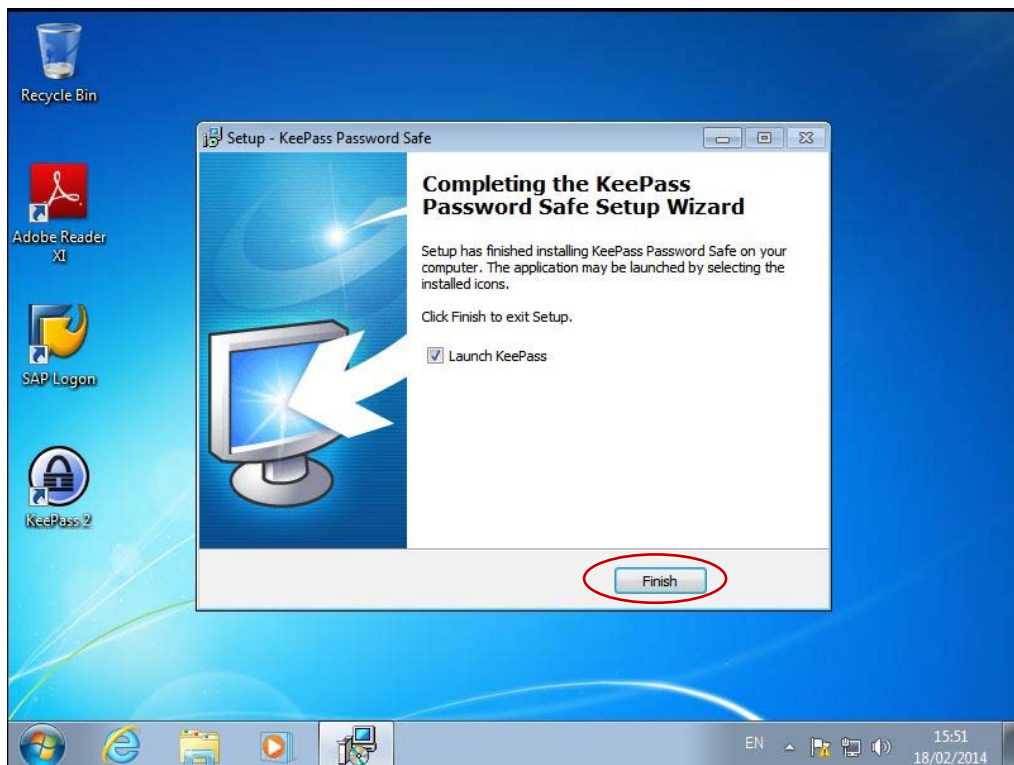 Recycle Bin
Adobe Reader
XI
SAP Logon
KeePass 2
Setup - KeePass Password Safe
Completing the KeePass
Password Safe Setup Wizard
Setup has finished installing KeePass Password Safe on your
computer. The application may be launched by selecting the
installed icons.
Click Finish to exit Setup.
Launch KeePass
Finish
EN
15:51
18/02/2014